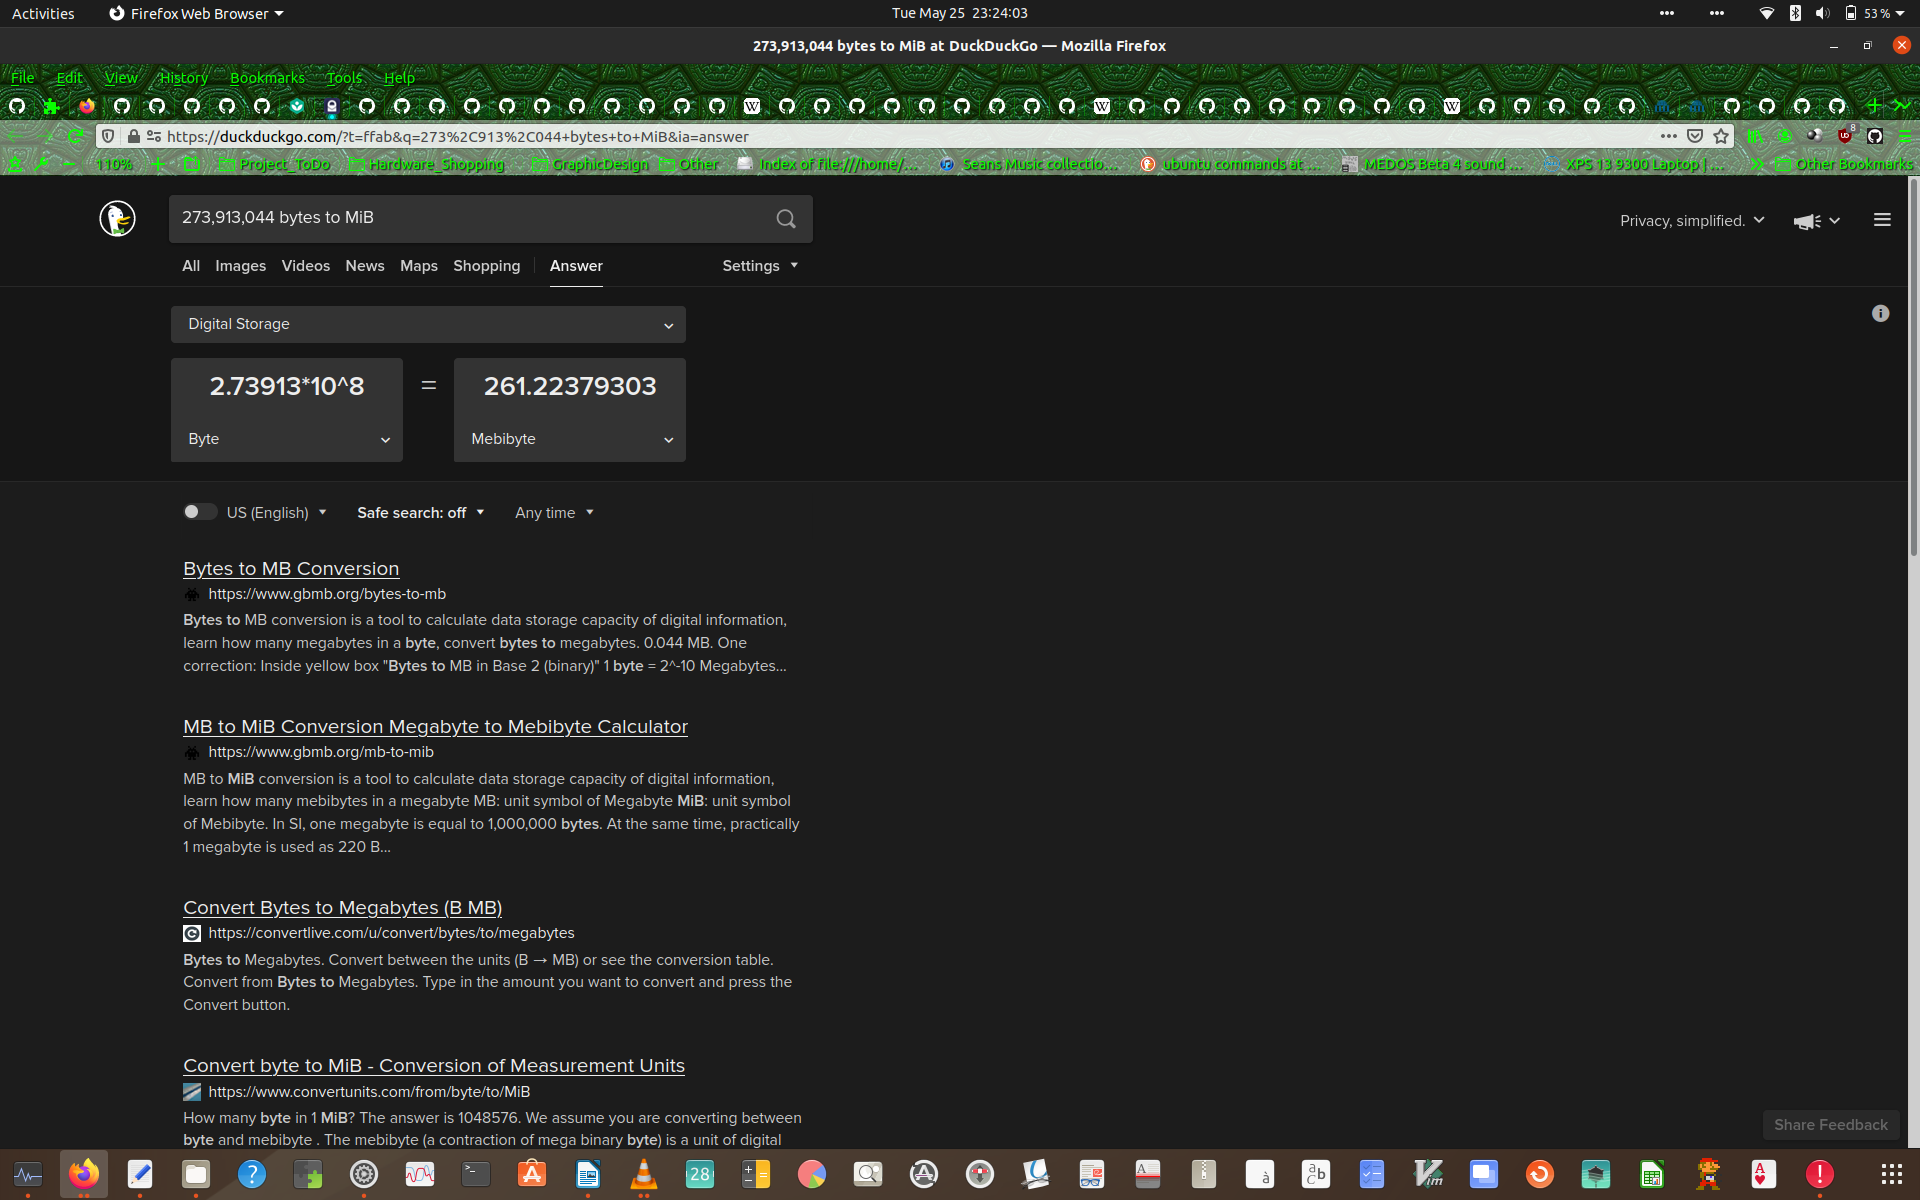 Activities
Firefox Web Browser
Tue May 25 23:24:03
53 %
273,913,044 bytes to MiB at DuckDuckGo — Mozilla Firefox
File Edit View History Bookmarks Tools Help
https://duckduckgo.com/?t=ffab&q=273%2C913%2C044+bytes+to+MiB&ia=answer
8
110%
Project_ToDo
Hardware_Shopping
GraphicDesign
Other
Index of file:///home/...
Seans Music collectio...
ubuntu commands at ...
MEDOS Beta 4 sound ...
XPS 13 9300 Laptop | ...
Other Bookmarks
273,913,044 bytes to MiB
Privacy, simplified.
All Images Videos News Maps Shopping Answer Settings
Digital Storage
2.73913*10^8 = 261.22379303
Byte Mebibyte
US (English) Safe search: off Any time
Bytes to MB Conversion
https://www.gbmb.org/bytes-to-mb
Bytes to MB conversion is a tool to calculate data storage capacity of digital information,
learn how many megabytes in a byte, convert bytes to megabytes. 0.044 MB. One
correction: Inside yellow box "Bytes to MB in Base 2 (binary)" 1 byte = 2^-10 Megabytes...
MB to MiB Conversion Megabyte to Mebibyte Calculator
https://www.gbmb.org/mb-to-mib
MB to MiB conversion is a tool to calculate data storage capacity of digital information,
learn how many mebibytes in a megabyte MB: unit symbol of Megabyte MiB: unit symbol
of Mebibyte. In SI, one megabyte is equal to 1,000,000 bytes. At the same time, practically
1 megabyte is used as 220 B...
Convert Bytes to Megabytes (B MB)
https://convertlive.com/u/convert/bytes/to/megabytes
Bytes to Megabytes. Convert between the units (B → MB) or see the conversion table.
Convert from Bytes to Megabytes. Type in the amount you want to convert and press the
Convert button.
Convert byte to MiB - Conversion of Measurement Units
https://www.convertunits.com/from/byte/to/MiB
How many byte in 1 MiB? The answer is 1048576. We assume you are converting between
byte and mebibyte . The mebibyte (a contraction of mega binary byte) is a unit of digital
Share Feedback
28